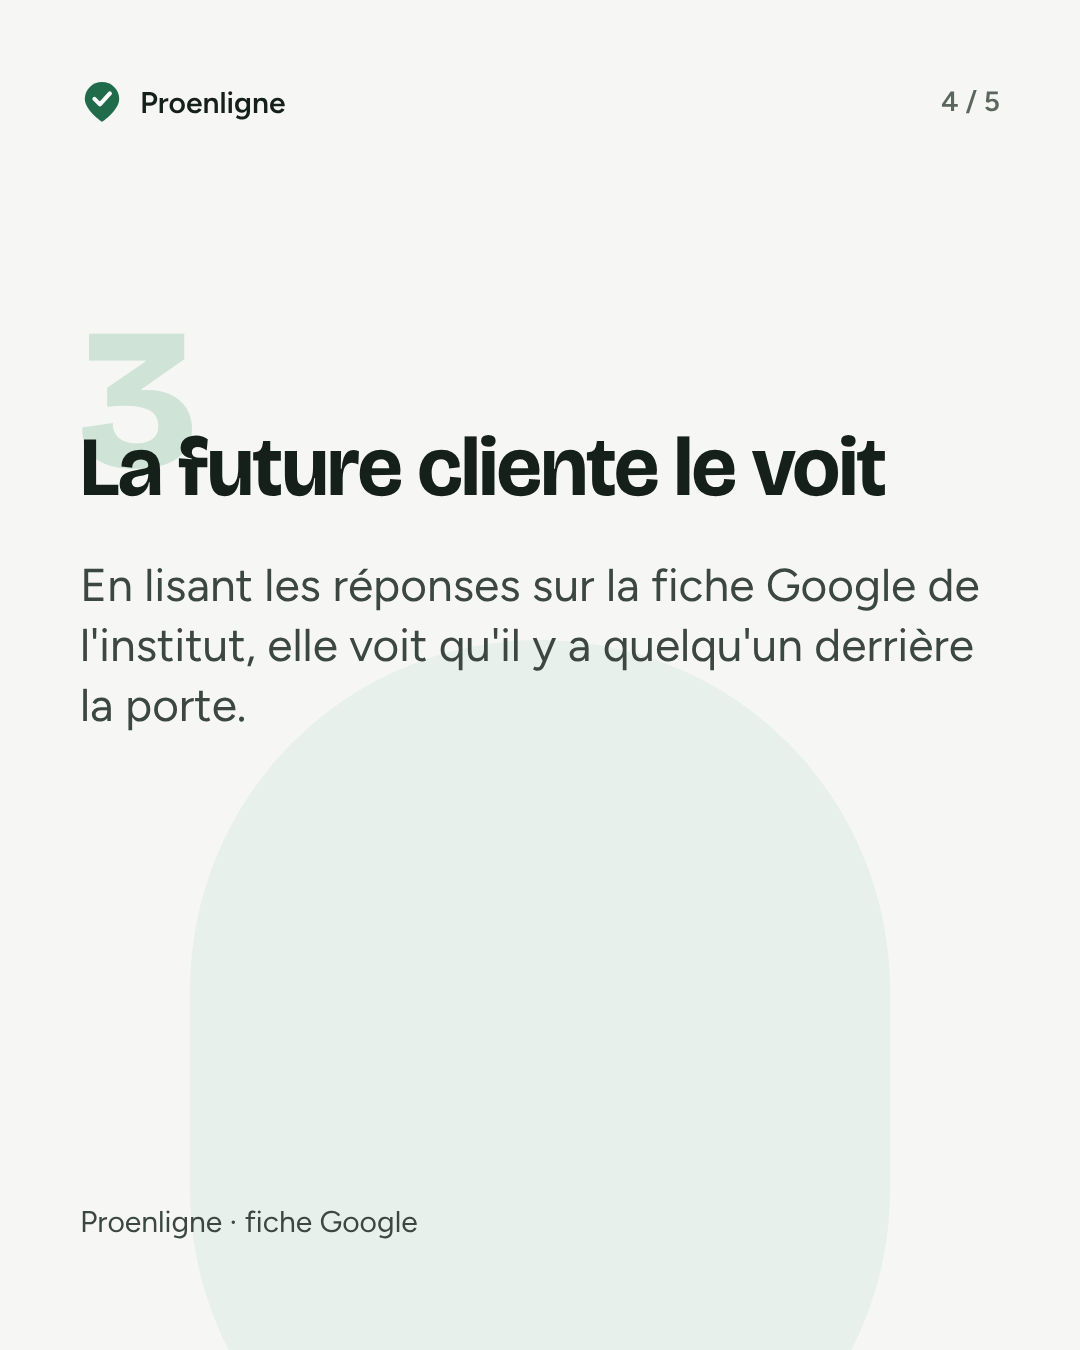 Proenligne
4 / 5
3
La future cliente le voit
En lisant les réponses sur la fiche Google de
l'institut, elle voit qu'il y a quelqu'un derrière
la porte.
Proenligne · fiche Google